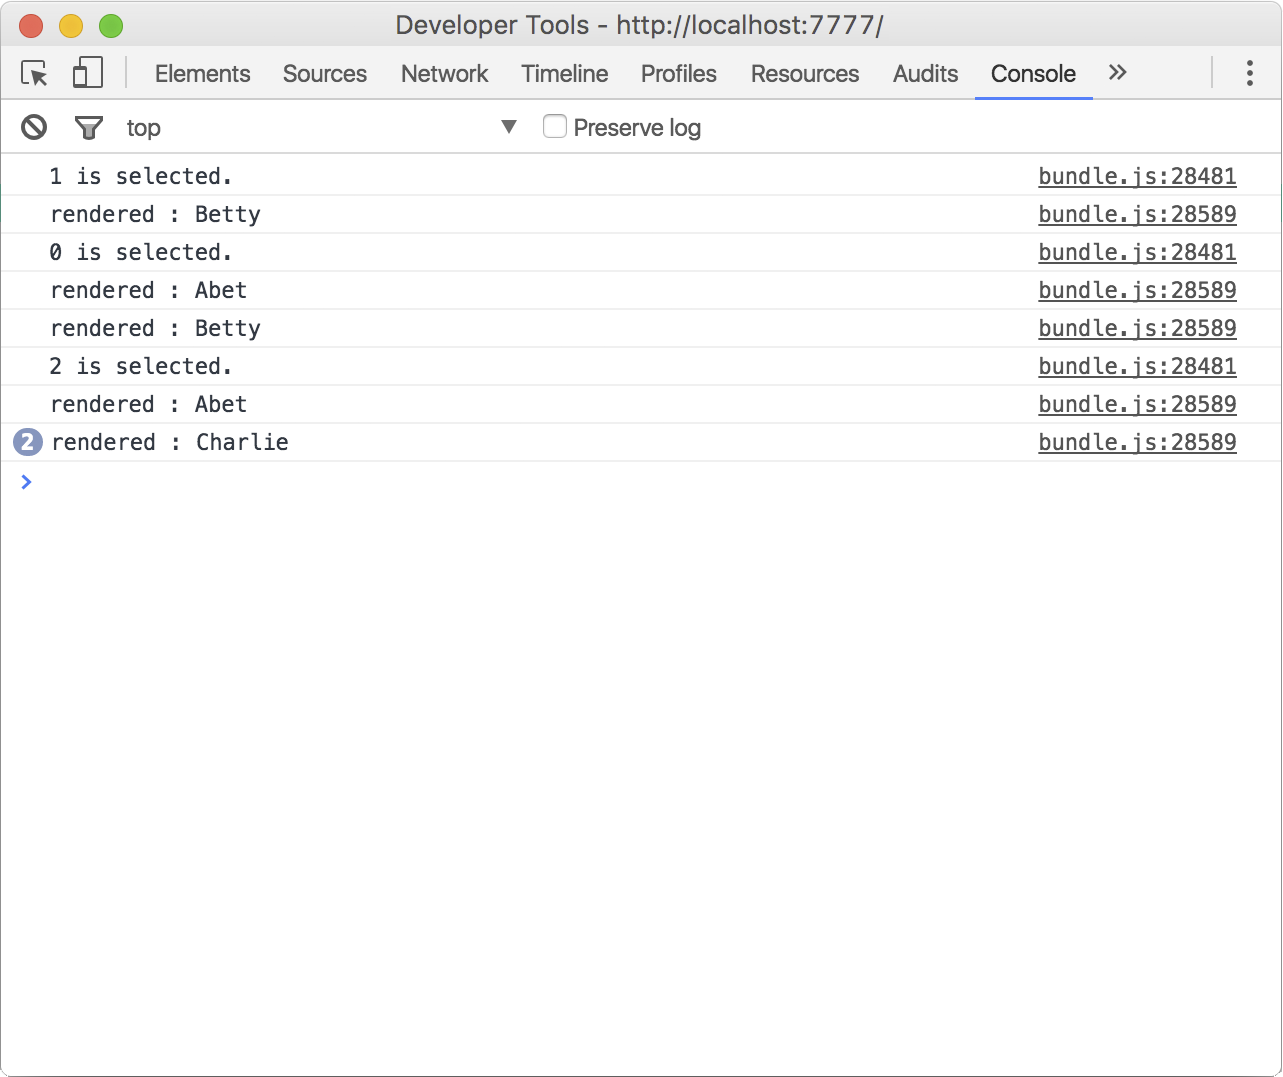 Developer Tools - http://localhost:7777/
Elements Sources Network Timeline Profiles Resources Audits Console »
top ▼ Preserve log
1 is selected. bundle.js:28481
rendered : Betty bundle.js:28589
0 is selected. bundle.js:28481
rendered : Abet bundle.js:28589
rendered : Betty bundle.js:28589
2 is selected. bundle.js:28481
rendered : Abet bundle.js:28589
2 rendered : Charlie bundle.js:28589
>